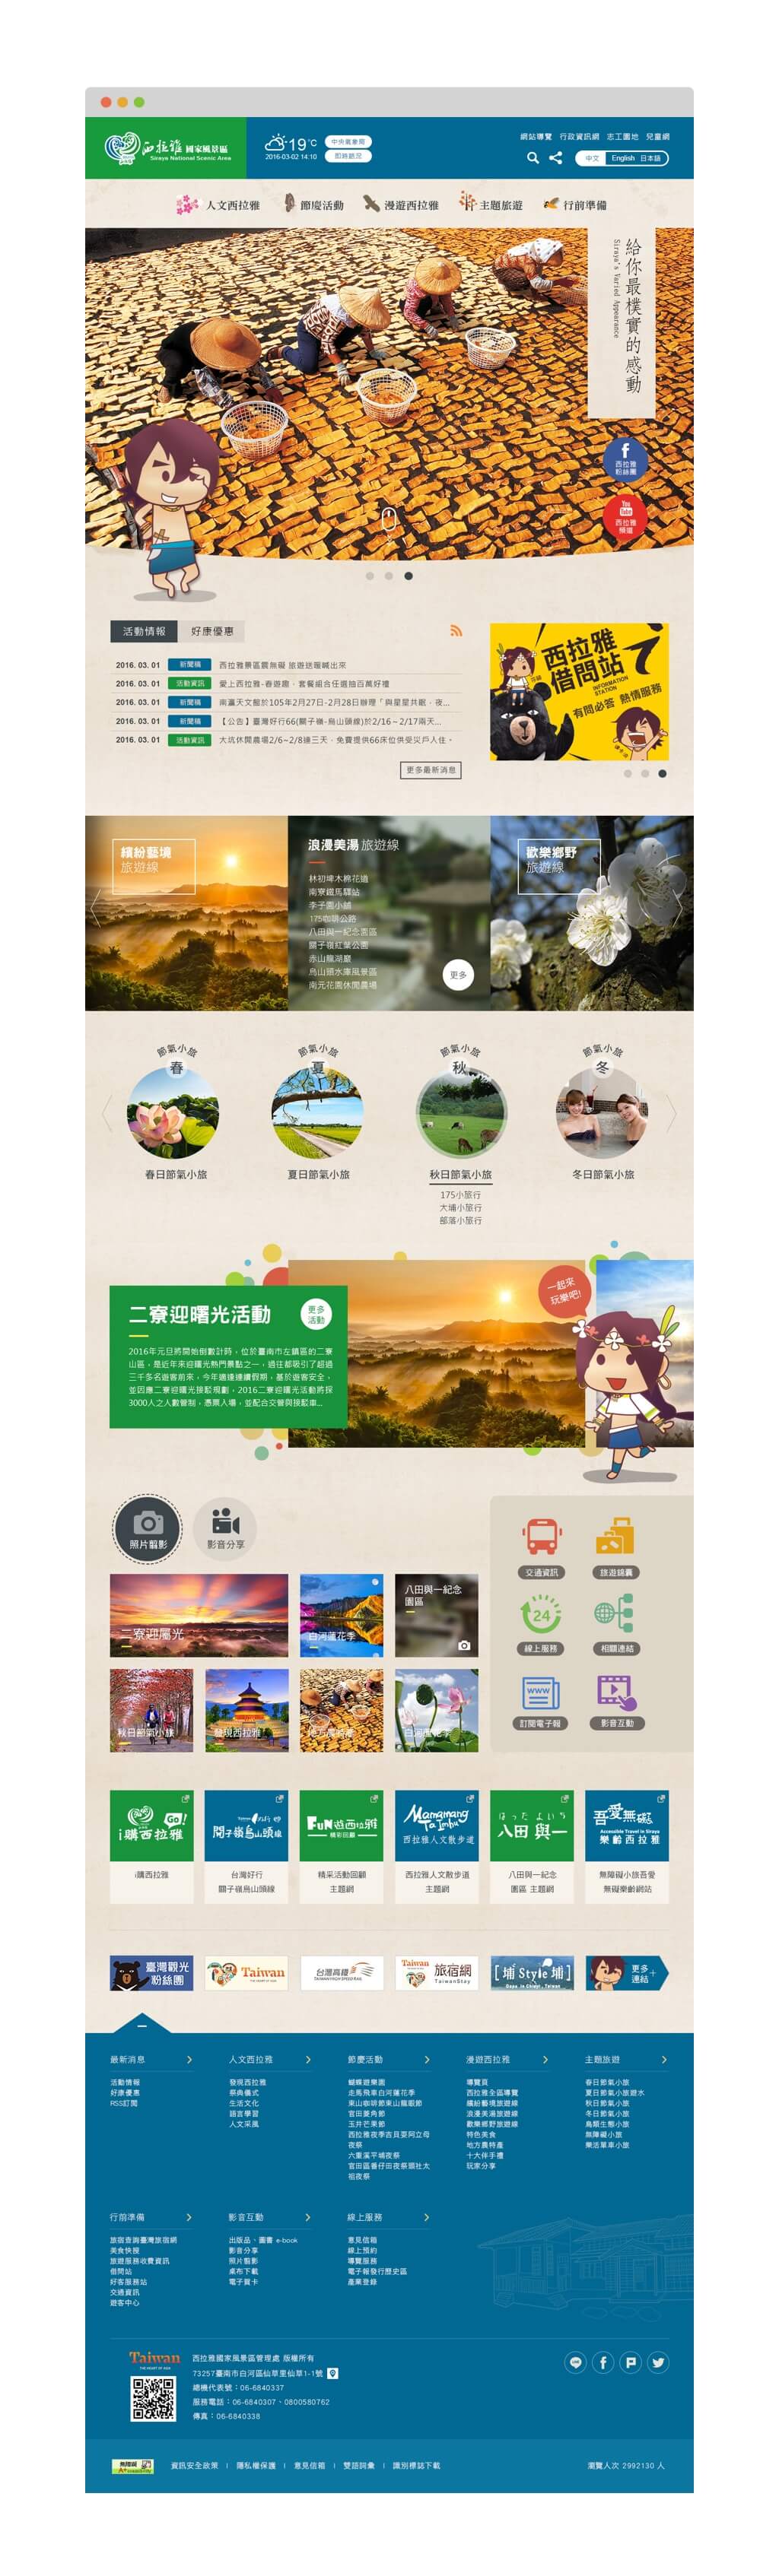 西拉雅 國家風景區
Siraya National Scenic Area
19°C
2016-03-02 14:10
中央氣象局
即時路況
網站導覽 行政資訊網 志工園地 兒童網
中文 English 日本語
人文西拉雅 節慶活動 漫遊西拉雅 主題旅遊 行前準備
給你最樸實的感動
Siraya's Varied Appearance
f
西拉雅
粉絲團
You
Tube
西拉雅
頻道
活動情報 好康優惠
2016. 03. 01 新聞稿 西拉雅景區震無礙 旅遊送暖喊出來
2016. 03. 01 活動資訊 愛上西拉雅-春遊趣，套餐組合任選抽百萬好禮
2016. 03. 01 新聞稿 南瀛天文館於105年2月27日-2月28日辦理「與星星共眠，夜...
2016. 03. 01 新聞稿 【公告】臺灣好行66(關子嶺-烏山頭線)於2/16～2/17兩天...
2016. 03. 01 活動資訊 大坑休閒農場2/6~2/8連三天，免費提供66床位供受災戶入住。
更多最新消息
西拉雅
借問站
INFORMATION
STATION
有問必答 熱情服務
繽紛藝境
旅遊線
浪漫美湯 旅遊線
林初埤木棉花道
南寮鐵馬驛站
李子園小舖
175咖啡公路
八田與一紀念園區
關子嶺紅葉公園
赤山龍湖巖
烏山頭水庫風景區
南元花園休閒農場
更多
歡樂鄉野
旅遊線
節氣小旅 春
節氣小旅 夏
節氣小旅 秋
節氣小旅 冬
春日節氣小旅 夏日節氣小旅 秋日節氣小旅 冬日節氣小旅
175小旅行
大埔小旅行
部落小旅行
二寮迎曙光活動
更多
活動
2016年元旦將開始倒數計時，位於臺南市左鎮區的二寮
山區，是近年來迎曙光熱門景點之一，過往都吸引了超過
三千多名遊客前來，今年適逢連續假期，基於遊客安全，
並因應二寮迎曙光接駁規劃，2016二寮迎曙光活動將採
3000人之人數管制，憑票入場，並配合交管與接駁車...
一起來
玩樂吧!
照片翦影
影音分享
二寮迎曙光
白河蓮花季
八田與一紀念
園區
秋日節氣小旅
發現西拉雅
交通資訊 旅遊錦囊
24
線上服務 相關連結
WWW
訂閱電子報 影音互動
Go!
i購西拉雅
台灣好行
關子嶺烏山頭線
FUN遊西拉雅
精彩回顧
Mamamang
Ta Imhu
西拉雅人文散步道
はったよいち
八田與一
吾愛無礙
Accessible Travel in Siraya
樂齡西拉雅
i購西拉雅
台灣好行
關子嶺烏山頭線
精采活動回顧
主題網
西拉雅人文散步道
主題網
八田與一紀念
園區 主題網
無障礙小旅吾愛
無礙樂齡網站
臺灣觀光
粉絲團
Taiwan
THE HEART OF ASIA
台灣高鐵
TAIWAN HIGH SPEED RAIL
Taiwan
旅宿網
TaiwanStay
[埔 Style 埔]
Dapu in Chiayi, Taiwan
更多+
連結
最新消息
活動情報
好康優惠
RSS訂閱
人文西拉雅
發現西拉雅
祭典儀式
生活文化
語言學習
人文采風
節慶活動
蝴蝶遊樂園
走馬飛車白河蓮花季
東山咖啡節東山龍眼節
官田菱角節
玉井芒果節
西拉雅夜季吉貝耍阿立母
夜祭
六重溪平埔夜祭
官田區番仔田夜祭頭社太
祖夜祭
漫遊西拉雅
導覽頁
西拉雅全區導覽
繽紛藝境旅遊線
浪漫美湯旅遊線
歡樂鄉野旅遊線
特色美食
地方農特產
十大伴手禮
玩家分享
主題旅遊
春日節氣小旅
夏日節氣小旅遊水
秋日節氣小旅
冬日節氣小旅
鳥類生態小旅
無障礙小旅
樂活單車小旅
行前準備
旅宿查詢臺灣旅宿網
美食快搜
旅遊服務收費資訊
借問站
好客服務站
交通資訊
遊客中心
影音互動
出版品、圖書 e-book
影音分享
照片翦影
桌布下載
電子賀卡
線上服務
意見信箱
線上預約
導覽服務
電子報發行歷史區
產業登錄
Taiwan
THE HEART OF ASIA
西拉雅國家風景區管理處 版權所有
73257臺南市白河區仙草里仙草1-1號
總機代表號：06-6840337
服務電話：06-6840307、0800580762
傳真：06-6840338
資訊安全政策 | 隱私權保護 | 意見信箱 | 雙語詞彙 | 識別標誌下載
瀏覽人次 2992130 人